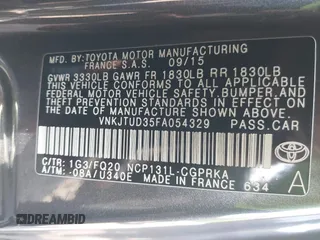 MFD. BY: TOYOTA MOTOR MANUFACTURING
FRANCE S.A.S. 09/15
GVWR 3330LB GAWR FR 1830LB RR 1830LB
THIS VEHICLE CONFORMS TO ALL APPLICABLE
FEDERAL MOTOR VEHICLE SAFETY, BUMPER, AND
THEFT PREVENTION STANDARDS IN EFFECT ON
THE DATE OF MANUFACTURE SHOWN ABOVE.
VNKJTUD35FA054329 PASS.CAR
C/TR: 1G3/FQ20 NCP131L-CGPRKA
A/TM: -08A/U340E
MADE IN FRANCE 634
TOYOTA
A
© DREAMBID